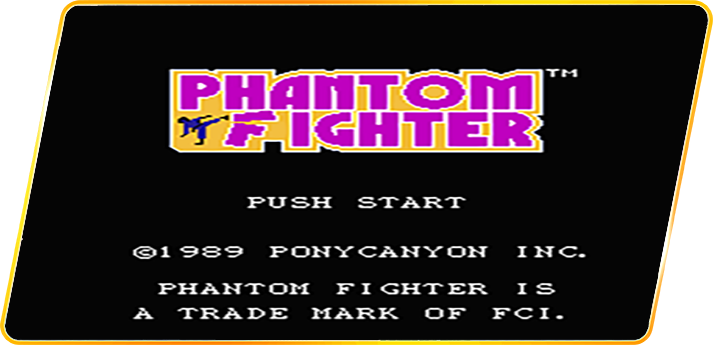 PHANTOM™
FIGHTER
PUSH START
©1989 PONYCANYON INC.
PHANTOM FIGHTER IS
A TRADE MARK OF FCI.